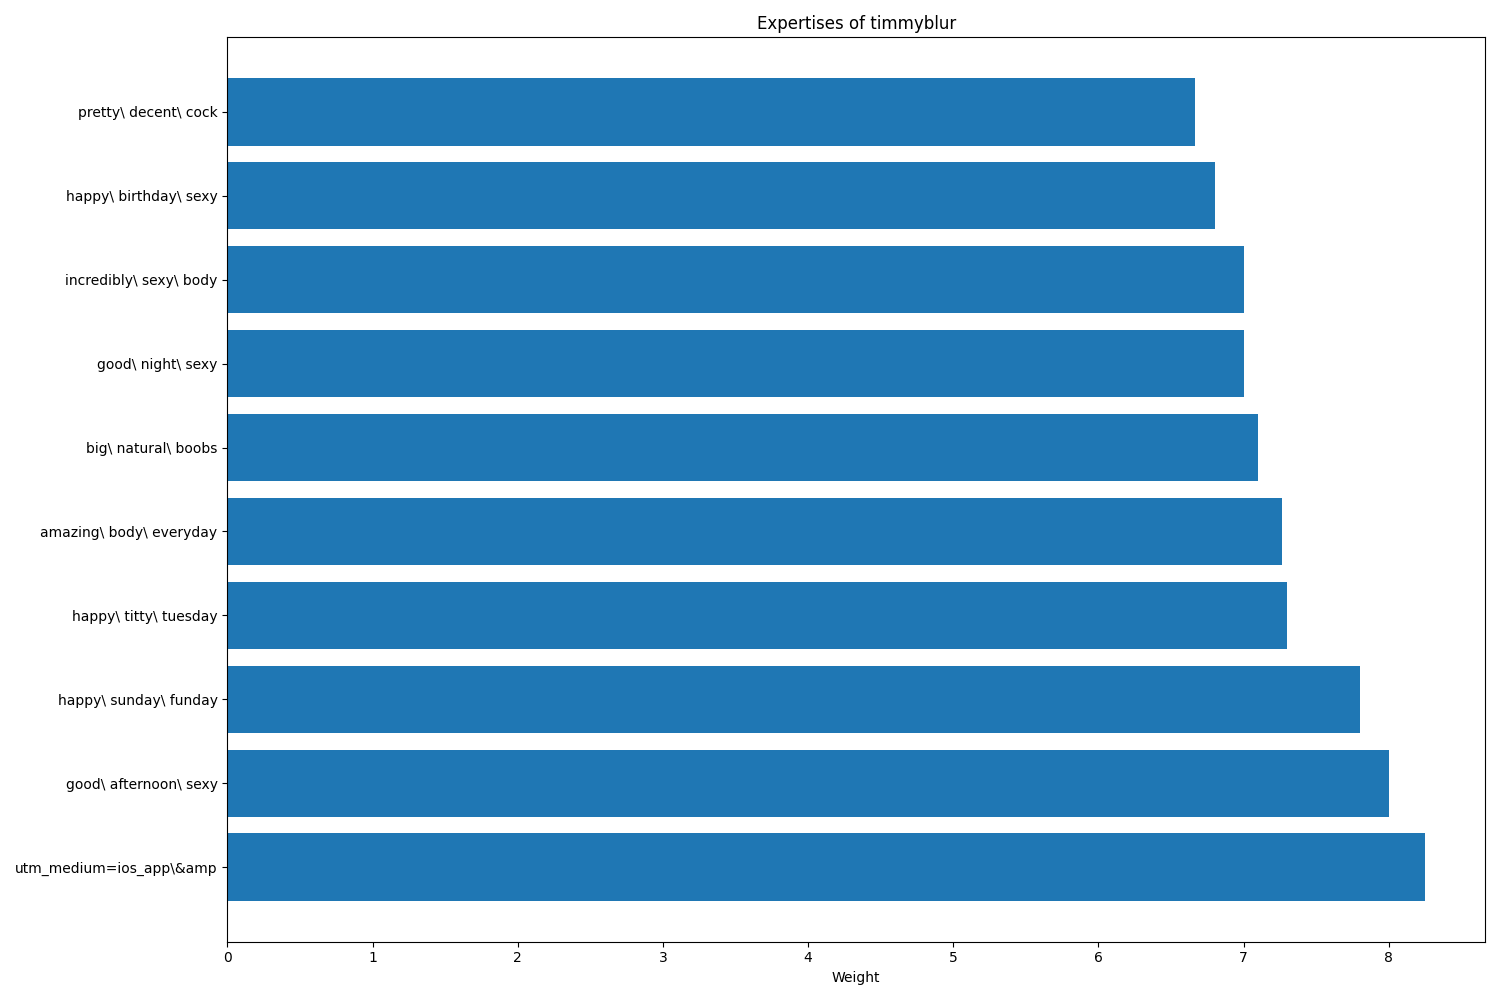 Expertises of timmyblur
pretty\ decent\ cock
happy\ birthday\ sexy
incredibly\ sexy\ body
good\ night\ sexy
big\ natural\ boobs
amazing\ body\ everyday
happy\ titty\ tuesday
happy\ sunday\ funday
good\ afternoon\ sexy
utm_medium=ios_app\&amp
0 1 2 3 4 5 6 7 8
Weight